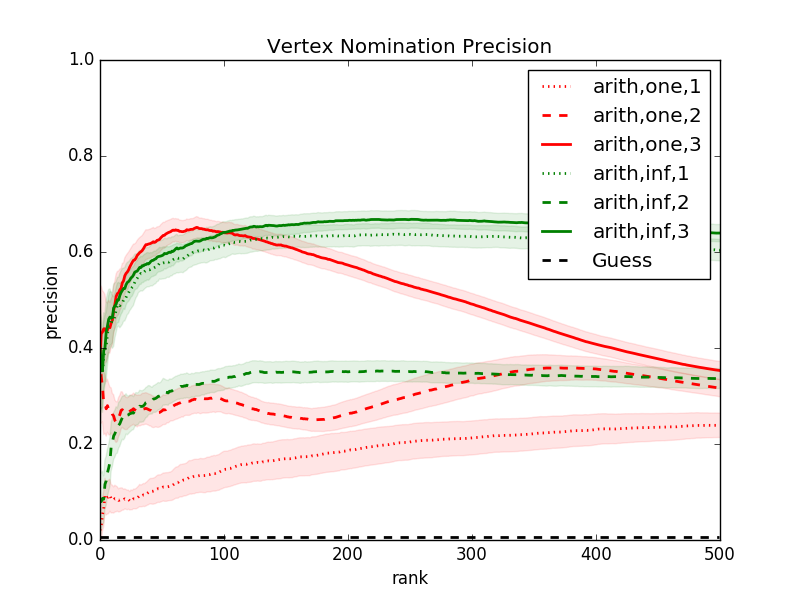 Vertex Nomination Precision
1.0
0.8
0.6
0.4
0.2
0.0
precision
arith,one,1
arith,one,2
arith,one,3
arith,inf,1
arith,inf,2
arith,inf,3
Guess
0 100 200 300 400 500
rank